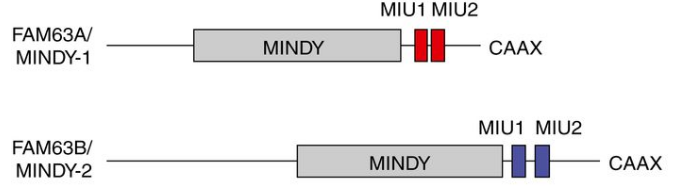 MIU1 MIU2
FAM63A/
MINDY-1
MINDY
CAAX
MIU1 MIU2
FAM63B/
MINDY-2
MINDY
CAAX